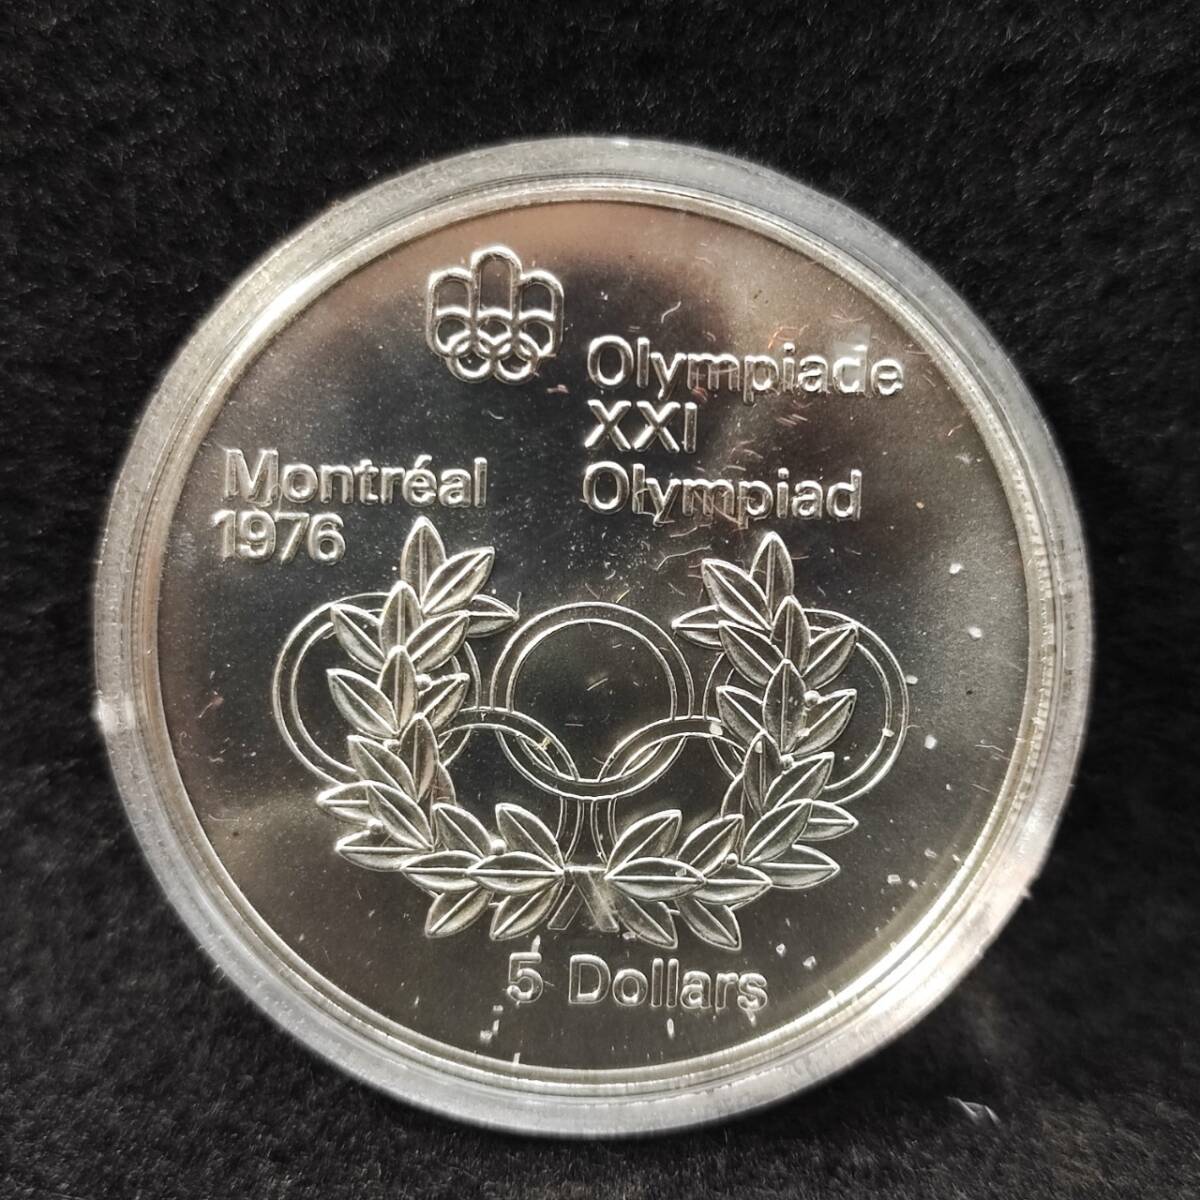 Olympiade
XXI
Olympiad
Montréal
1976
5 Dollars